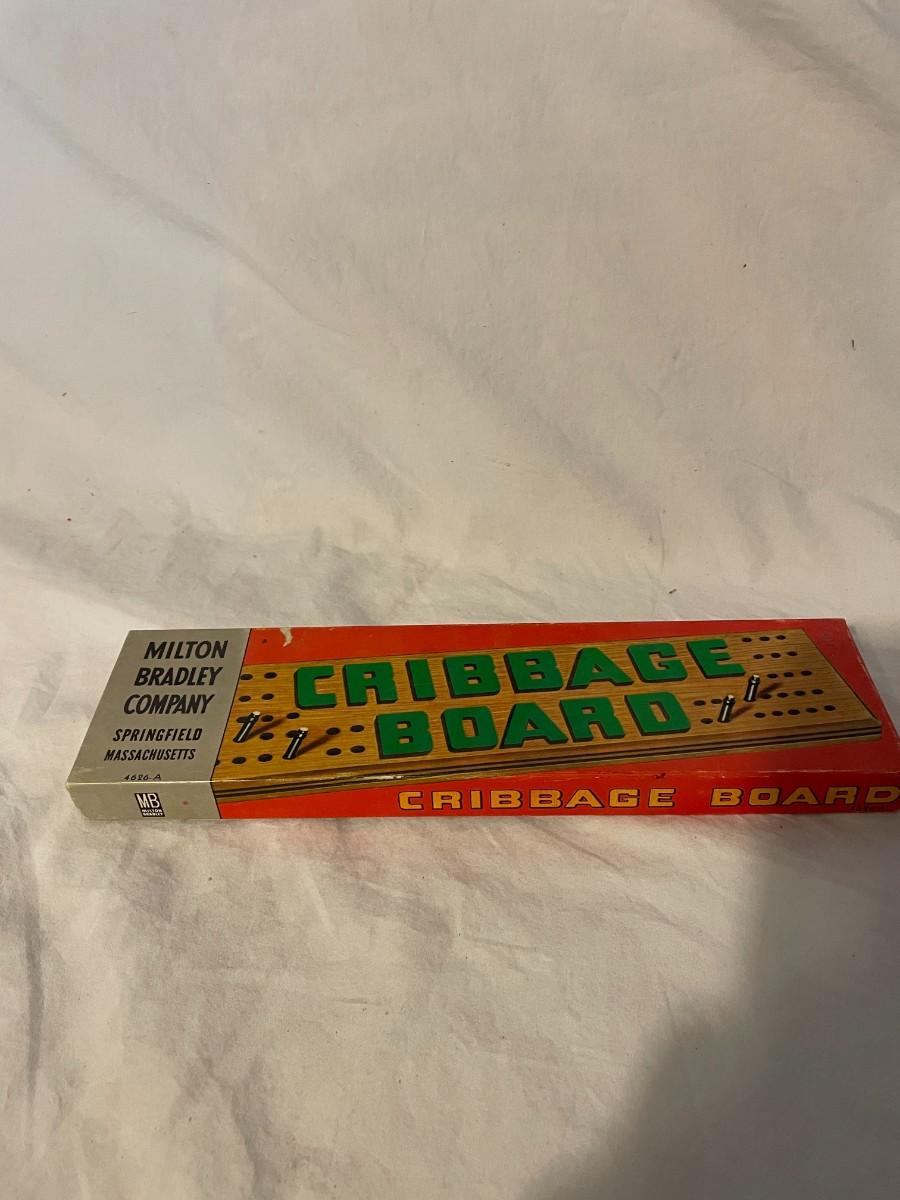 MILTON
BRADLEY
COMPANY
SPRINGFIELD
MASSACHUSETTS
4626-A
CRIBBAGE
BOARD
MB
MILTON
BRADLEY
CRIBBAGE BOARD